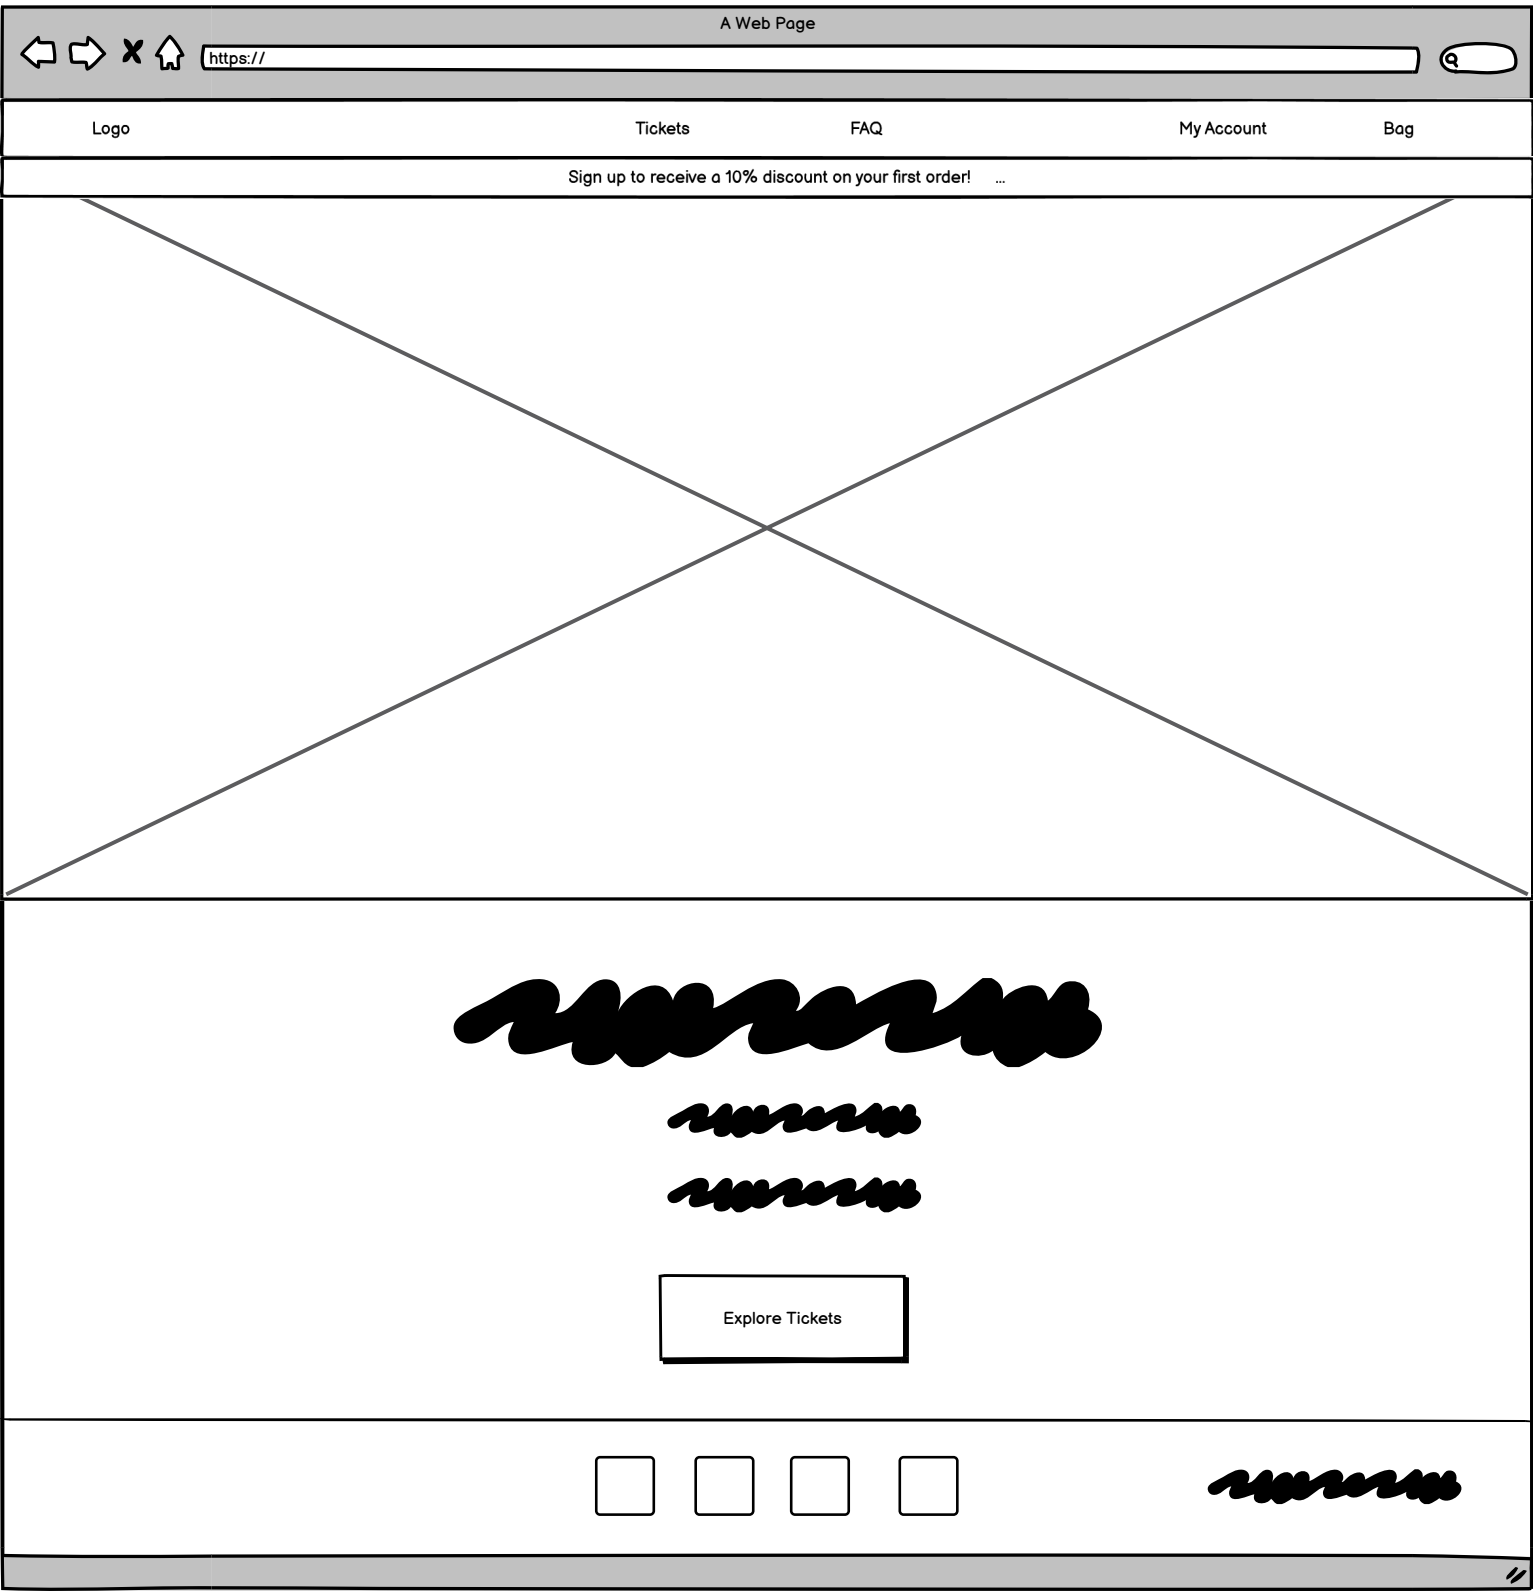 A Web Page
https://
Logo Tickets FAQ My Account Bag
Sign up to receive a 10% discount on your first order! ...
Explore Tickets